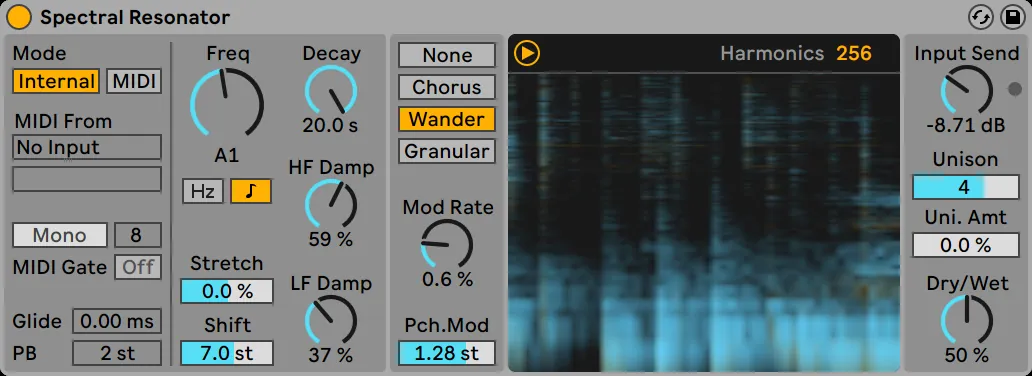 Spectral Resonator
Mode
Internal MIDI
MIDI From
No Input
Mono 8
MIDI Gate Off
Glide 0.00 ms
PB 2 st
Freq
A1
Hz
Stretch
0.0 %
Shift
7.0 st
Decay
20.0 s
HF Damp
59 %
LF Damp
37 %
None
Chorus
Wander
Granular
Mod Rate
0.6 %
Pch.Mod
1.28 st
Harmonics 256
Input Send
-8.71 dB
Unison
4
Uni. Amt
0.0 %
Dry/Wet
50 %